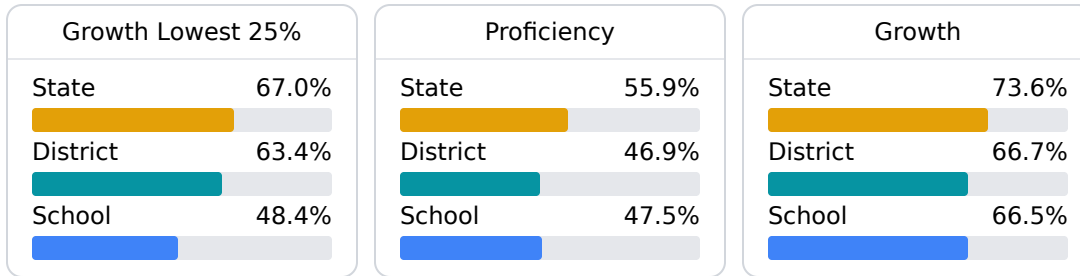 Growth Lowest 25%
State 67.0%
District 63.4%
School 48.4%
Proficiency
State 55.9%
District 46.9%
School 47.5%
Growth
State 73.6%
District 66.7%
School 66.5%